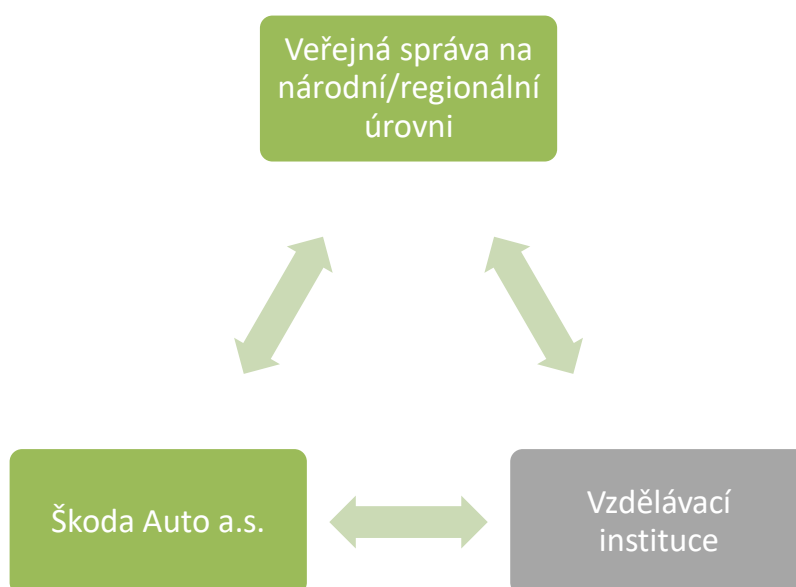 Veřejná správa na
národní/regionální
úrovni
Škoda Auto a.s.
Vzdělávací
instituce